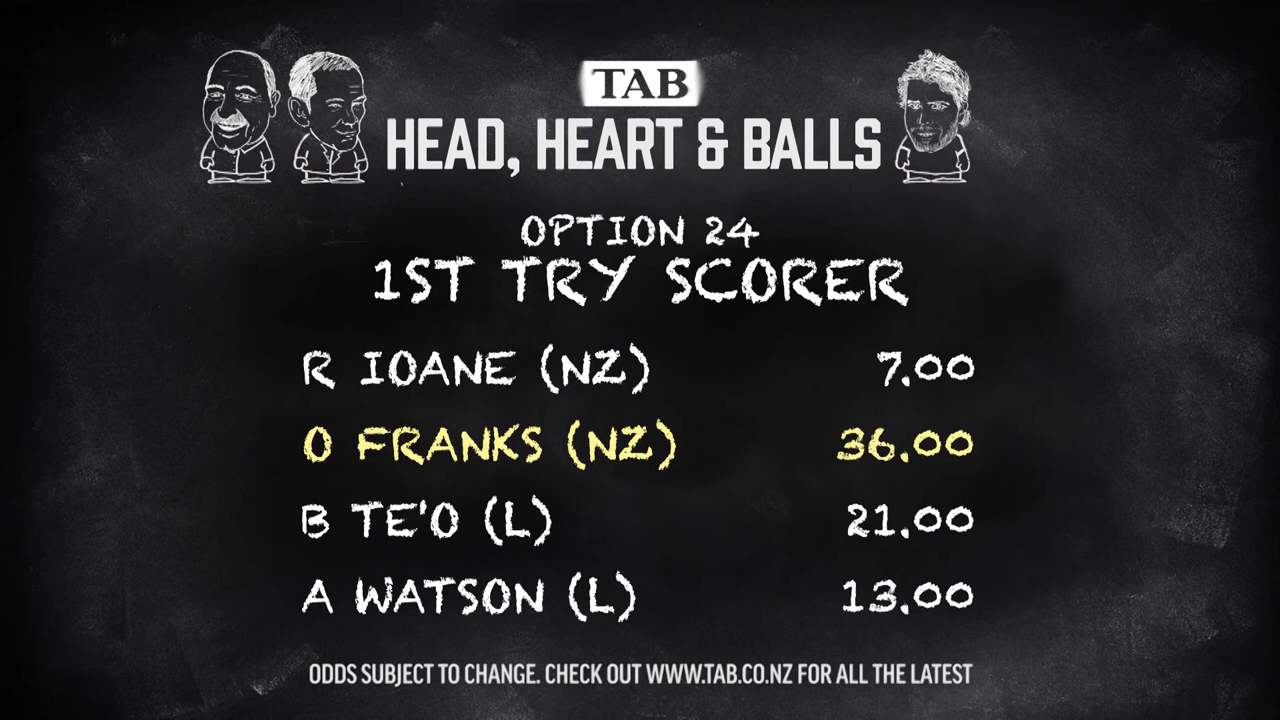 TAB
HEAD, HEART & BALLS
OPTION 24
1ST TRY SCORER
R IOANE (NZ) 7.00
O FRANKS (NZ) 36.00
B TE'O (L) 21.00
A WATSON (L) 13.00
ODDS SUBJECT TO CHANGE. CHECK OUT WWW.TAB.CO.NZ FOR ALL THE LATEST